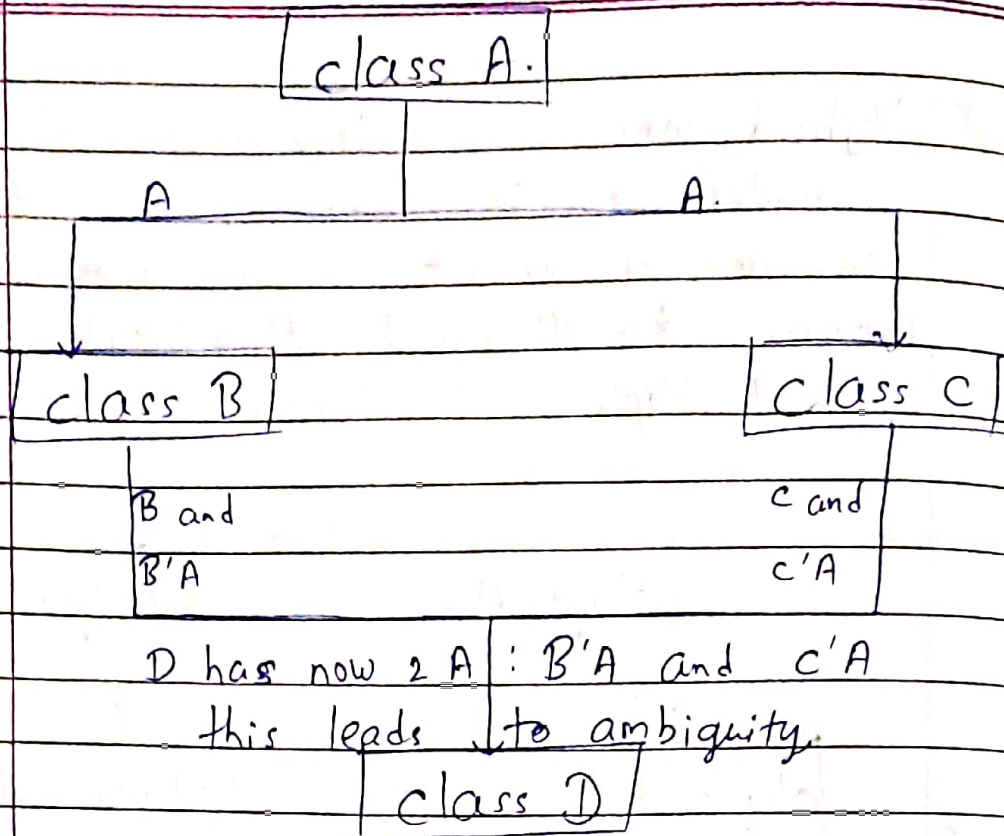 class A.
A A.
class B class C
B and C and
B'A C'A
D has now 2 A : B'A and C'A
this leads to ambiguity.
class D